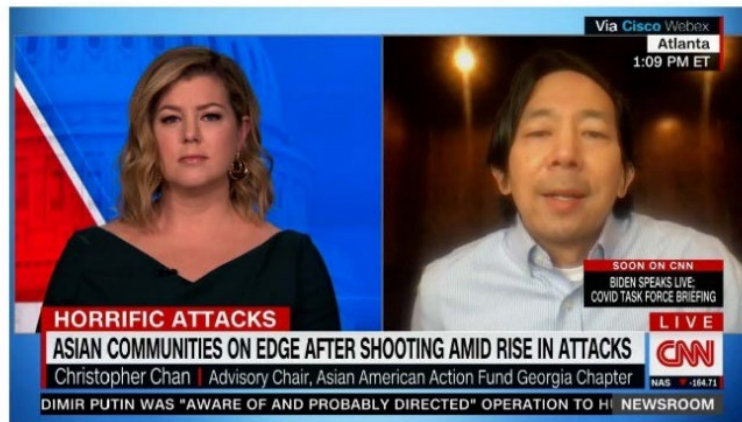 Via Cisco Webex
Atlanta
1:09 PM ET
SOON ON CNN
BIDEN SPEAKS LIVE;
COVID TASK FORCE BRIEFING
HORRIFIC ATTACKS
LIVE
ASIAN COMMUNITIES ON EDGE AFTER SHOOTING AMID RISE IN ATTACKS
CNN
Christopher Chan | Advisory Chair, Asian American Action Fund Georgia Chapter
NAS ▼ -164.71
DIMIR PUTIN WAS "AWARE OF AND PROBABLY DIRECTED" OPERATION TO H
NEWSROOM